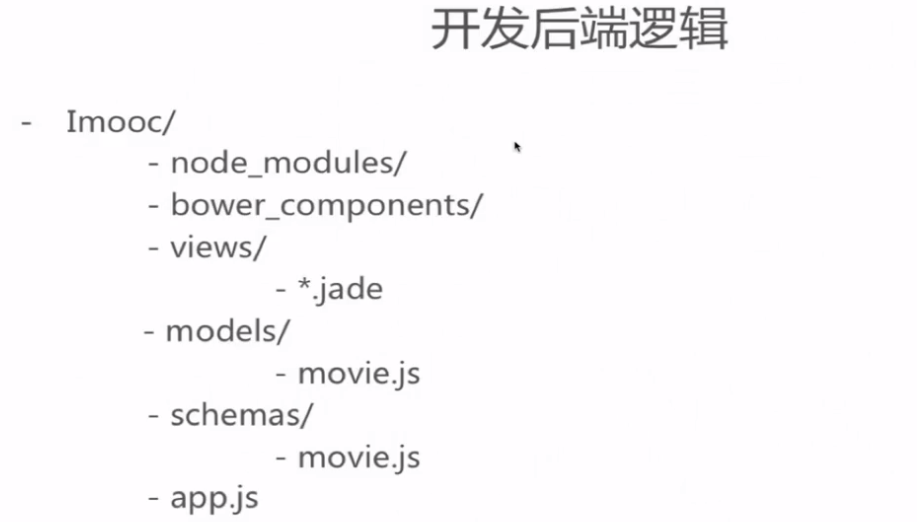 开发后端逻辑
- Imooc/
- node_modules/
- bower_components/
- views/
- *.jade
- models/
- movie.js
- schemas/
- movie.js
- app.js